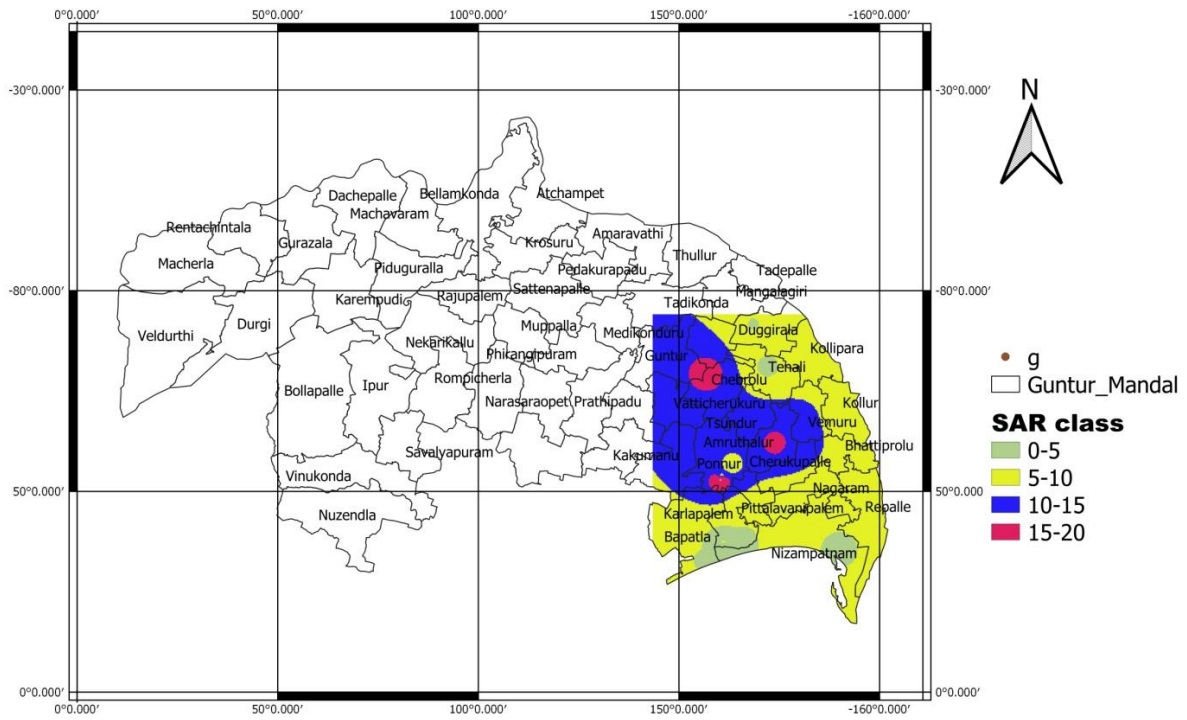 0°0.000' 50°0.000' 100°0.000' 150°0.000' -160°0.000'
-30°0.000' -30°0.000'
N
Dachepalle Bellamkonda Atchampet
Machavaram
Rentachintala
Gurazala Krosuru Amaravathi
Macherla Piduguralla Pedakurapadu Thullur
Tadepalle
-80°0.000' Sattenapalle Mangalagiri -80°0.000'
Karempudi Rajupalem Tadikonda
Veldurthi Durgi Muppalla Medikonduru Duggirala
Nekarikallu Phirangipuram Guntur Kollipara
Bollapalle Ipur Rompicherla Chebrolu Tenali
Narasaraopet Prathipadu Vatticherukuru Kollur
Tsundur Vemuru
Savalyapuram Kakumanu Amruthalur Bhattiprolu
Ponnur Cherukupalle
Vinukonda Nagaram
50°0.000'
Nuzendla Karlapalem Pittalavanipalem Repalle
Bapatla Nizampatnam
g
Guntur_Mandal
SAR class
0-5
5-10
10-15
15-20
0°0.000' 0°0.000'
0°0.000' 50°0.000' 100°0.000' 150°0.000' -160°0.000'